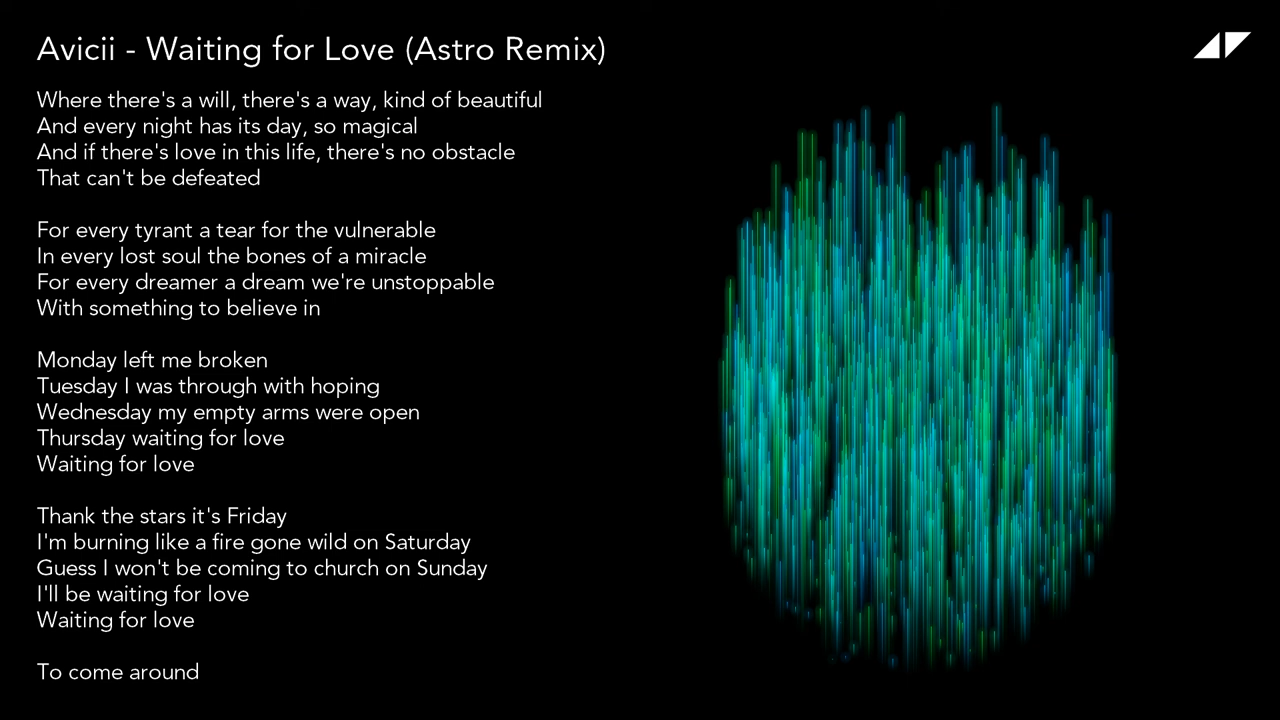 Avicii - Waiting for Love (Astro Remix)
Where there's a will, there's a way, kind of beautiful
And every night has its day, so magical
And if there's love in this life, there's no obstacle
That can't be defeated
For every tyrant a tear for the vulnerable
In every lost soul the bones of a miracle
For every dreamer a dream we're unstoppable
With something to believe in
Monday left me broken
Tuesday I was through with hoping
Wednesday my empty arms were open
Thursday waiting for love
Waiting for love
Thank the stars it's Friday
I'm burning like a fire gone wild on Saturday
Guess I won't be coming to church on Sunday
I'll be waiting for love
Waiting for love
To come around